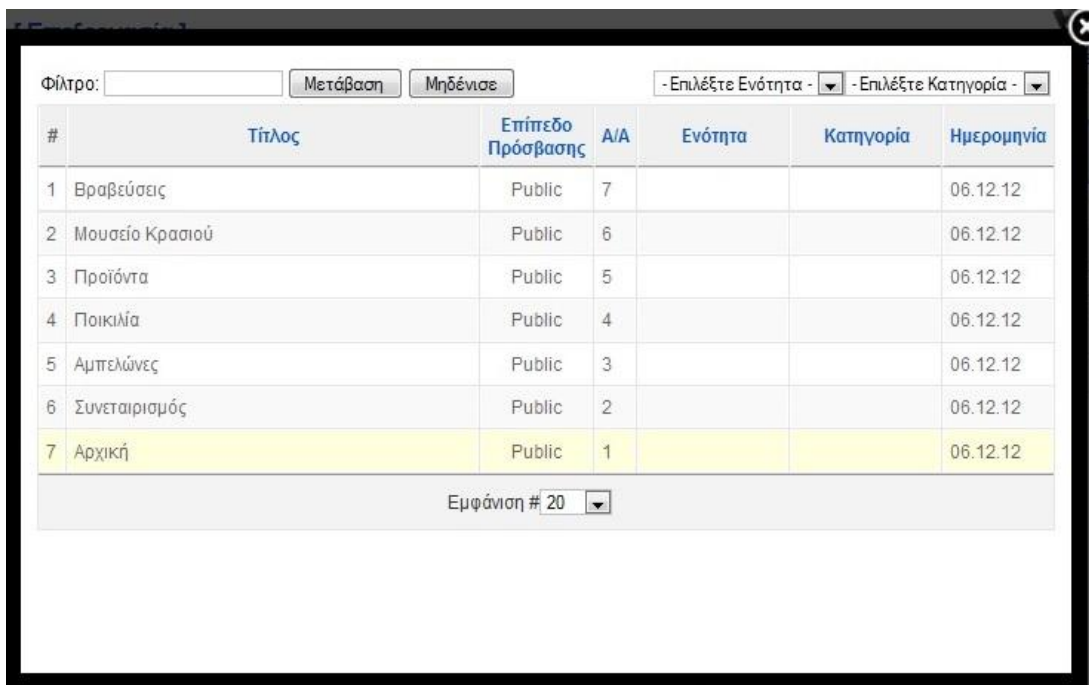 [ Επεξεργασία ]
Φίλτρο: Μετάβαση Μηδένισε - Επιλέξτε Ενότητα - - Επιλέξτε Κατηγορία -
# Τίτλος Επίπεδο Πρόσβασης Α/Α Ενότητα Κατηγορία Ημερομηνία
1 Βραβεύσεις Public 7 06.12.12
2 Μουσείο Κρασιού Public 6 06.12.12
3 Προϊόντα Public 5 06.12.12
4 Ποικιλία Public 4 06.12.12
5 Αμπελώνες Public 3 06.12.12
6 Συνεταιρισμός Public 2 06.12.12
7 Αρχική Public 1 06.12.12
Εμφάνιση # 20